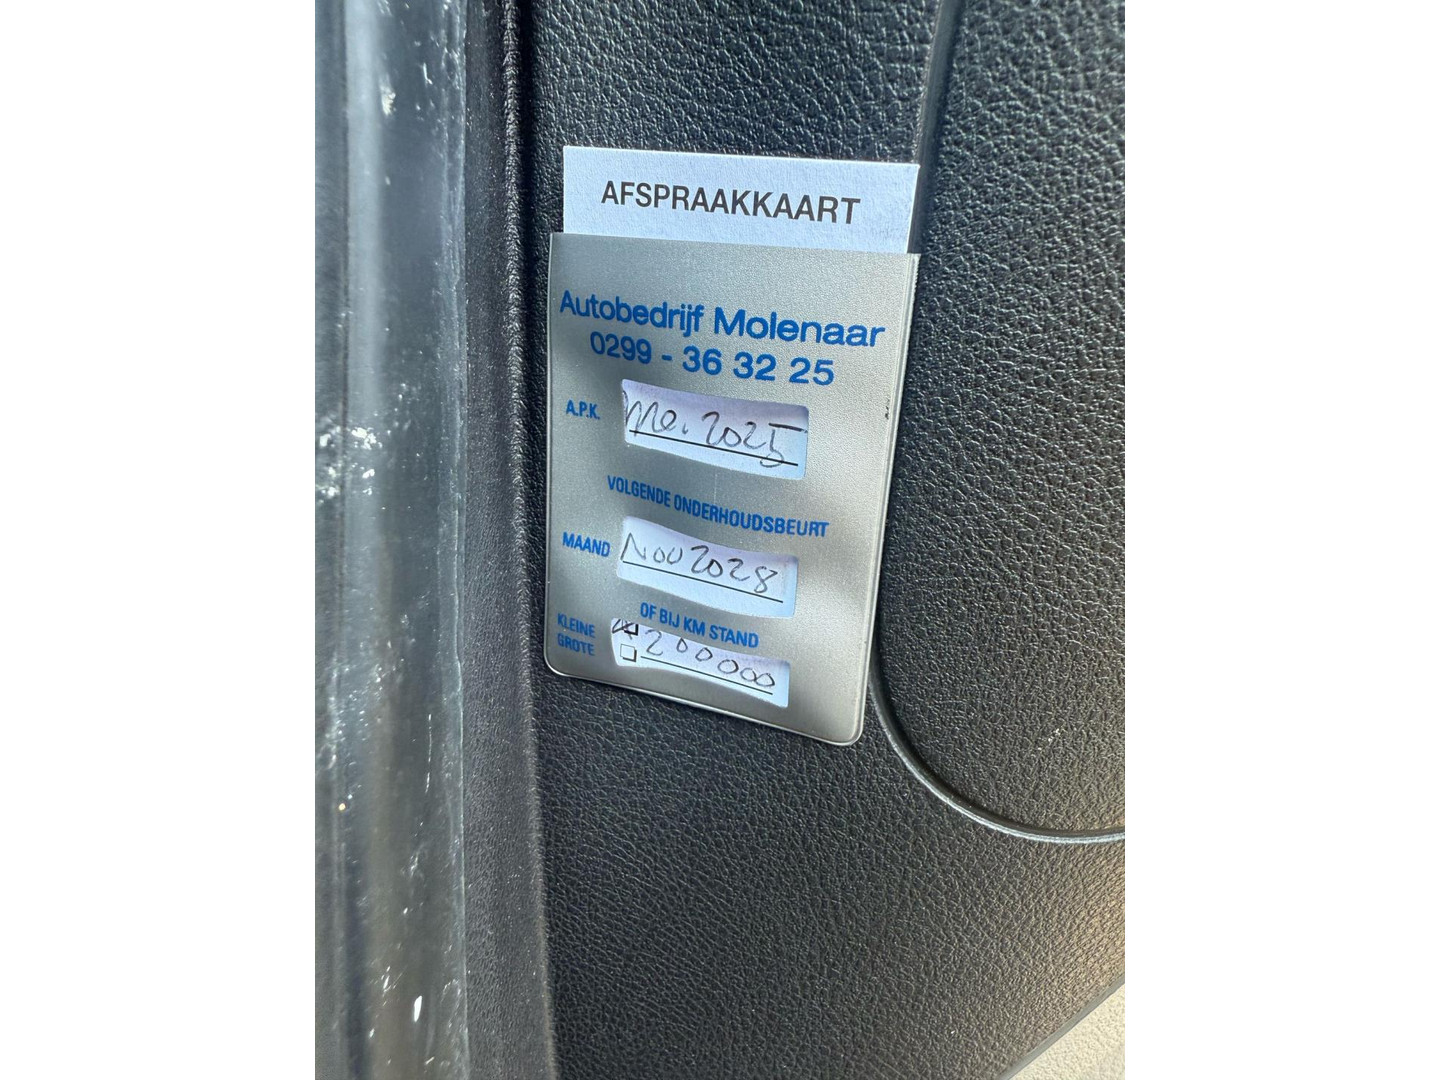 AFSPRAAKKAART
Autobedrijf Molenaar
0299 - 36 32 25
A.P.K. Mei 2025
VOLGENDE ONDERHOUDSBEURT
MAAND Nov 2028
OF BIJ KM STAND
KLEINE
GROTE 200000